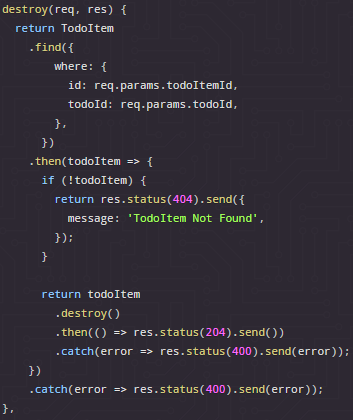 destroy(req, res) {
  return TodoItem
    .find({
        where: {
          id: req.params.todoItemId,
          todoId: req.params.todoId,
        },
      })
    .then(todoItem => {
      if (!todoItem) {
        return res.status(404).send({
          message: 'TodoItem Not Found',
        });
      }

      return todoItem
        .destroy()
        .then(() => res.status(204).send())
        .catch(error => res.status(400).send(error));
    })
    .catch(error => res.status(400).send(error));
},